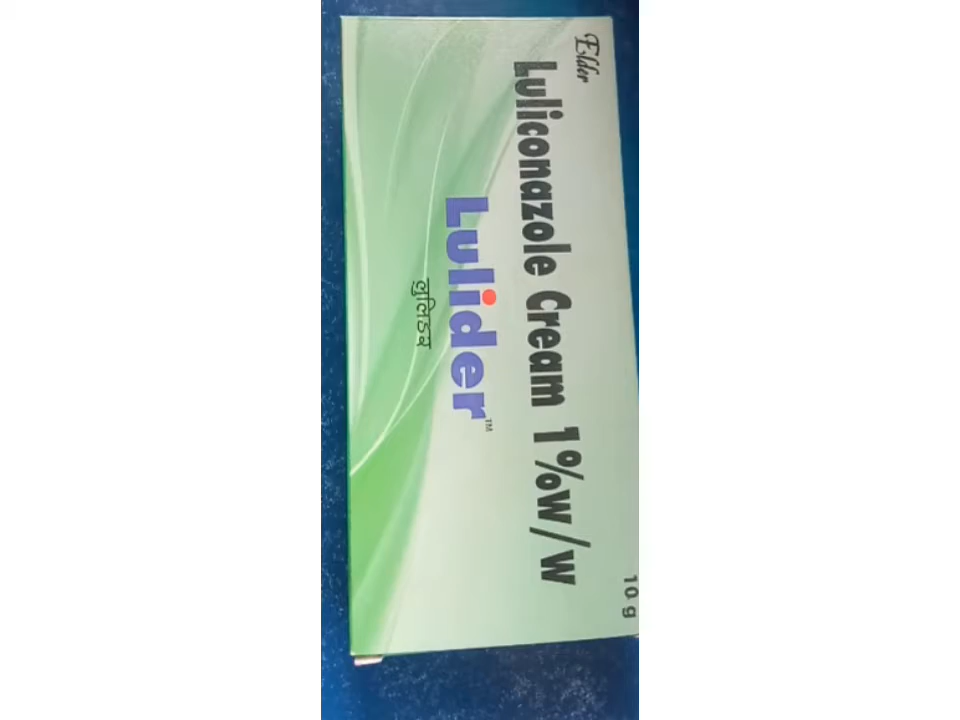 Elder
Luliconazole Cream 1%w/w
Lulider™
लुलिडर
10 g